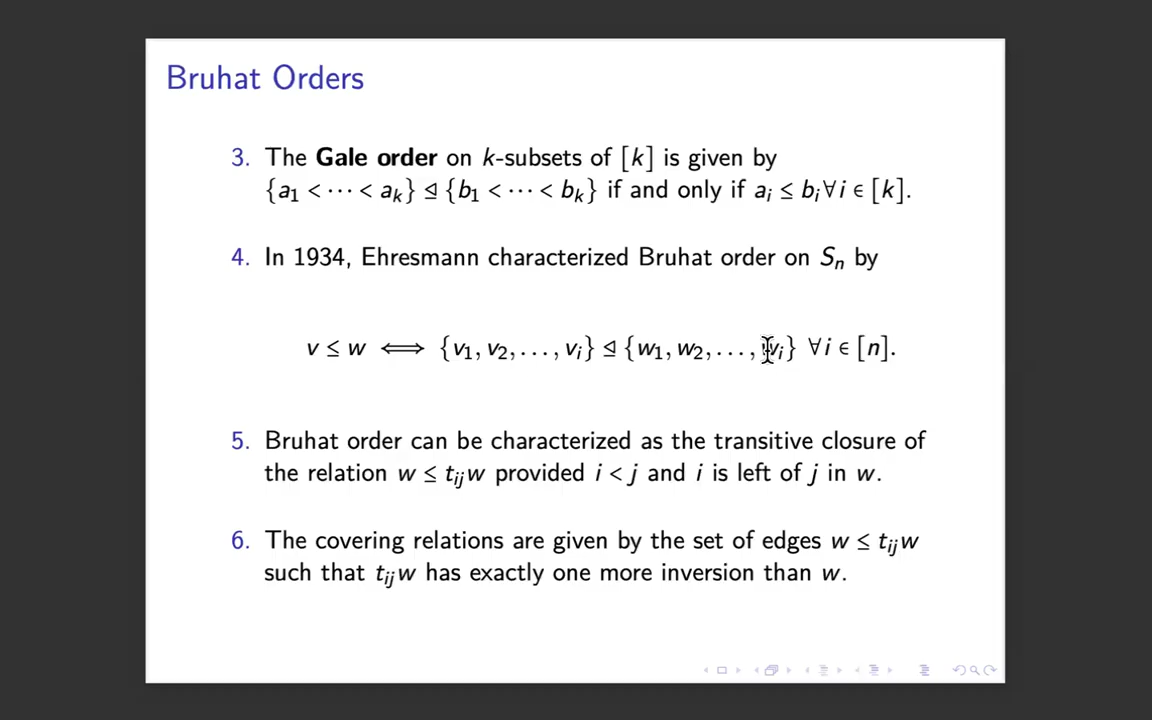 Bruhat Orders
3. The Gale order on k-subsets of [k] is given by
{a₁ < ⋯ < aₖ} ⊴ {b₁ < ⋯ < bₖ} if and only if aᵢ ≤ bᵢ∀i ∈ [k].
4. In 1934, Ehresmann characterized Bruhat order on Sₙ by
v ≤ w ⟺ {v₁, v₂, . . . , vᵢ} ⊴ {w₁, w₂, . . . , wᵢ} ∀i ∈ [n].
5. Bruhat order can be characterized as the transitive closure of
the relation w ≤ tᵢⱼw provided i < j and i is left of j in w.
6. The covering relations are given by the set of edges w ≤ tᵢⱼw
such that tᵢⱼw has exactly one more inversion than w.